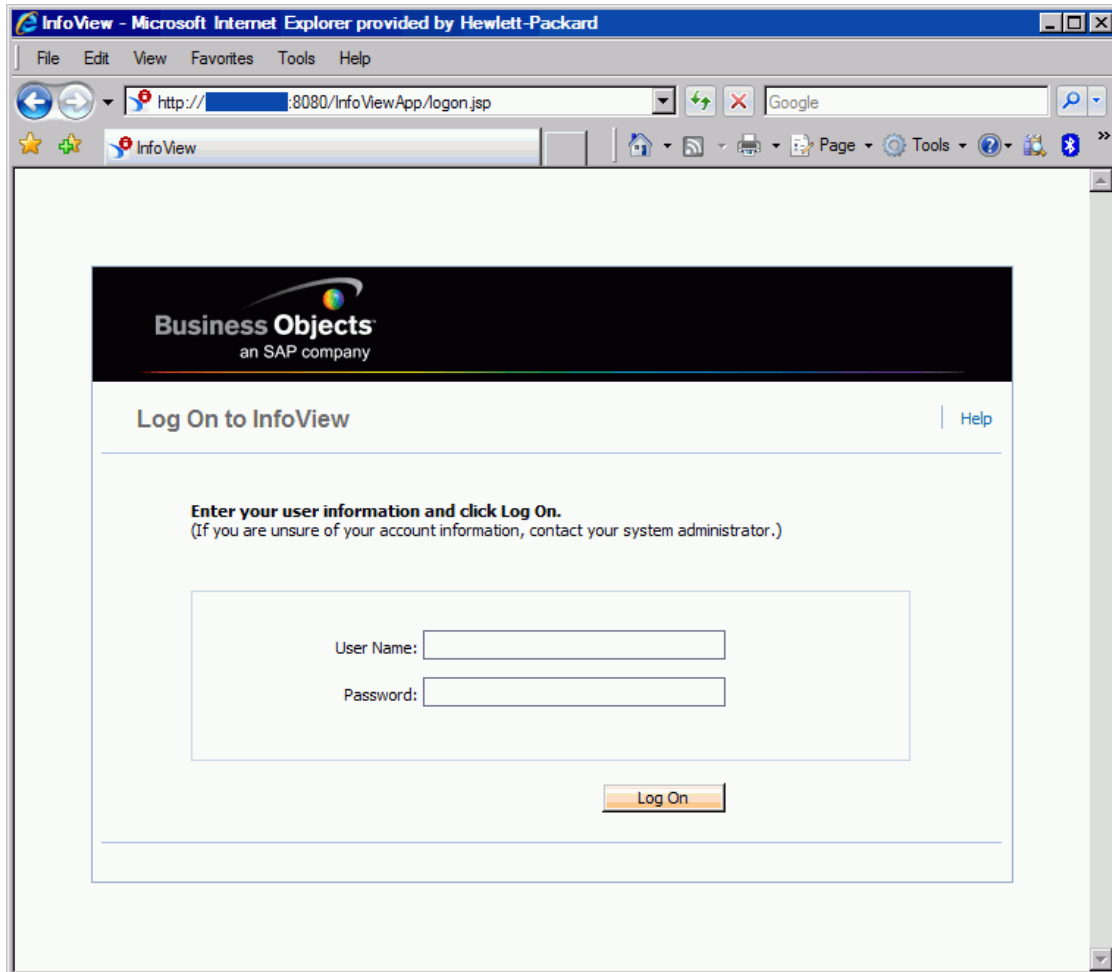 InfoView - Microsoft Internet Explorer provided by Hewlett-Packard
File Edit View Favorites Tools Help
http:// :8080/InfoViewApp/logon.jsp Google
InfoView Page Tools »
Business Objects
an SAP company
Log On to InfoView Help
Enter your user information and click Log On.
(If you are unsure of your account information, contact your system administrator.)
User Name:
Password:
Log On